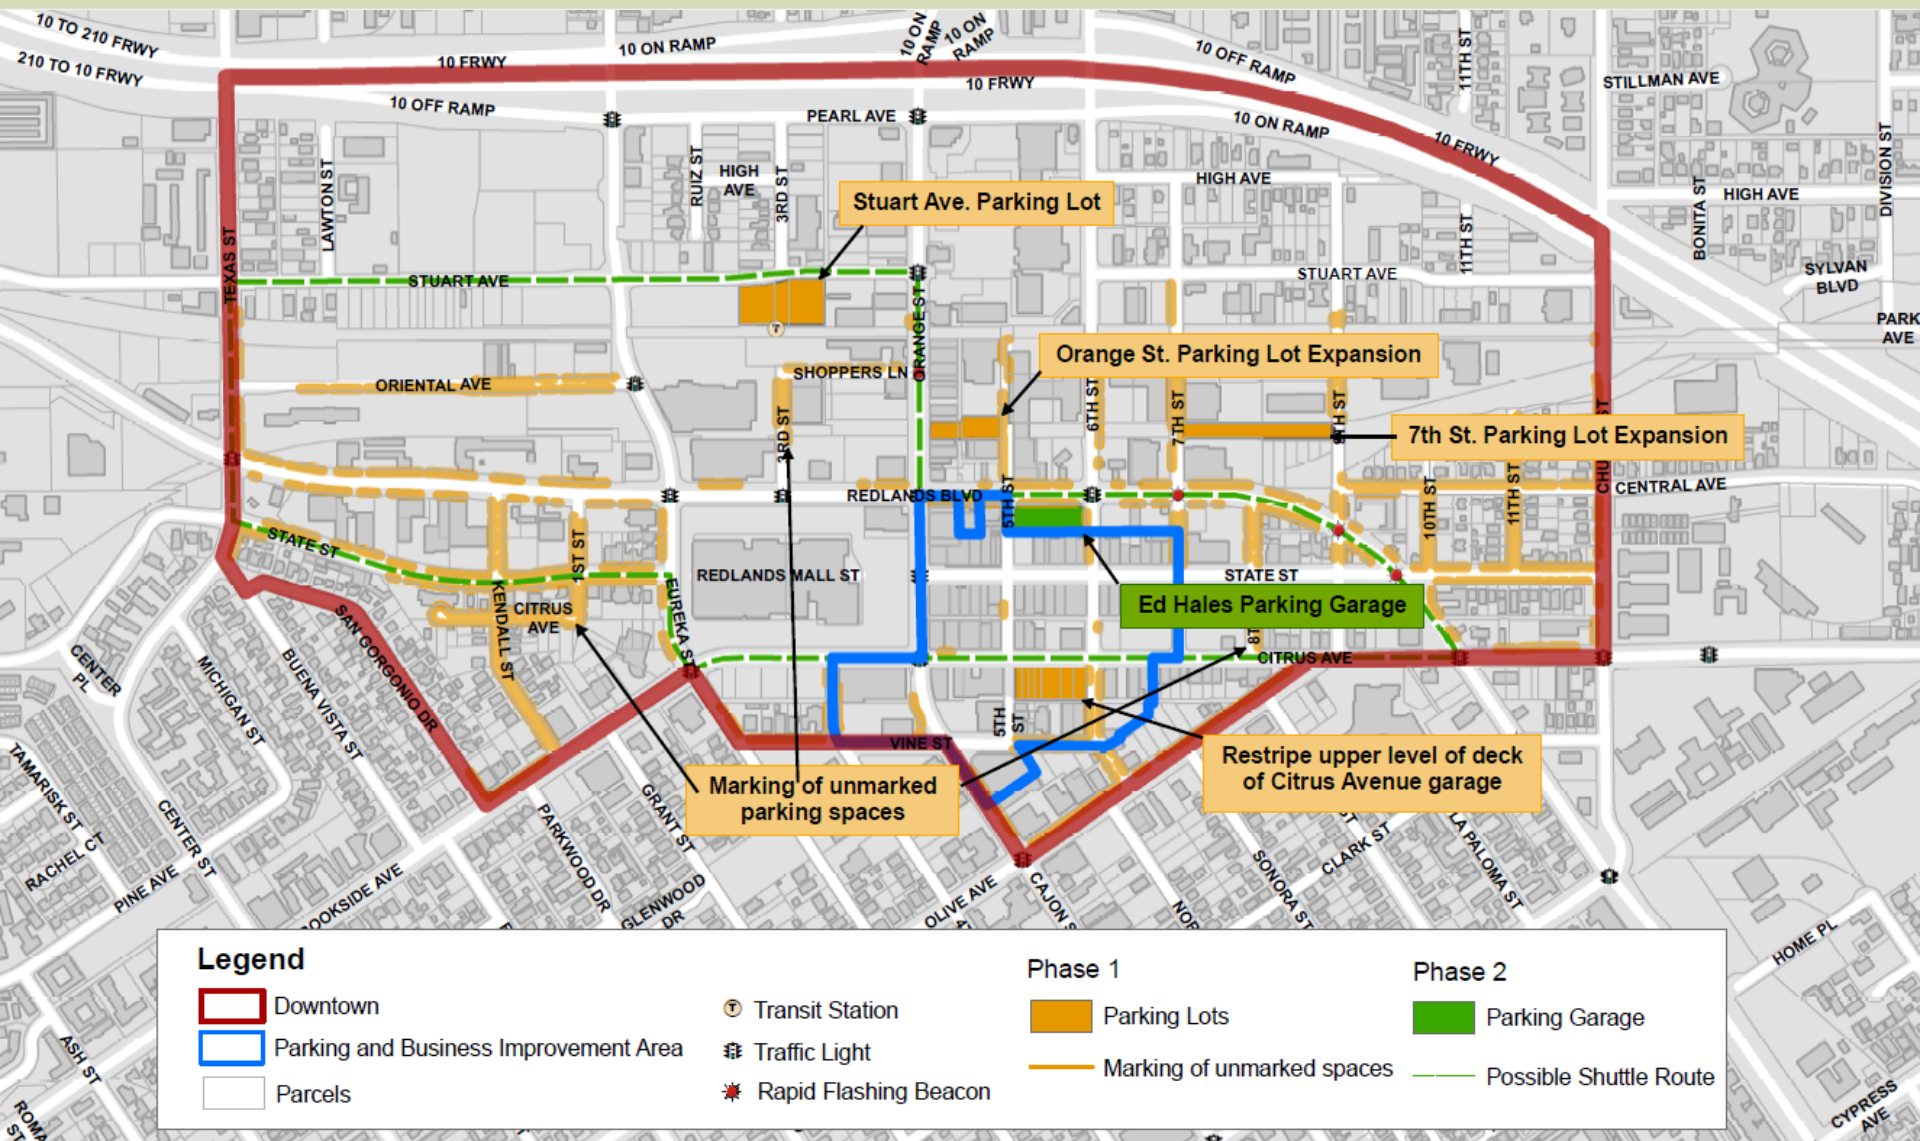 10 TO 210 FRWY
210 TO 10 FRWY
10 FRWY
10 ON RAMP
10 ON RAMP
10 ON RAMP
10 OFF RAMP
10 FRWY
10 OFF RAMP
10 ON RAMP
10 FRWY
11TH ST
STILLMAN AVE
PEARL AVE
LAWTON ST
RUIZ ST
HIGH AVE
3RD ST
HIGH AVE
11TH ST
BONITA ST
HIGH AVE
DIVISION ST
Stuart Ave. Parking Lot
TEXAS ST
STUART AVE
STUART AVE
SYLVAN BLVD
PARK AVE
ORANGE ST
Orange St. Parking Lot Expansion
SHOPPERS LN
ORIENTAL AVE
3RD ST
6TH ST
7TH ST
7th St. Parking Lot Expansion
REDLANDS BLVD
5TH ST
10TH ST
11TH ST
CENTRAL AVE
STATE ST
1ST ST
REDLANDS MALL ST
STATE ST
KENDALL ST
CITRUS AVE
EUREKA ST
Ed Hales Parking Garage
CITRUS AVE
CENTER PL
MICHIGAN ST
BUENA VISTA ST
SAN GORGONIO DR
VINE ST
5TH ST
Restripe upper level of deck
of Citrus Avenue garage
Marking of unmarked
parking spaces
TAMARISK ST
RACHEL CT
PINE AVE
CENTER ST
PARKWOOD DR
GRANT ST
GLENWOOD DR
OLIVE AVE
CAJON S
SONORA ST
CLARK ST
LA PALOMA ST
HOME PL
ASH ST
CYPRESS AVE
Legend
Downtown
Parking and Business Improvement Area
Parcels
Transit Station
Traffic Light
Rapid Flashing Beacon
Phase 1
Parking Lots
Marking of unmarked spaces
Phase 2
Parking Garage
Possible Shuttle Route